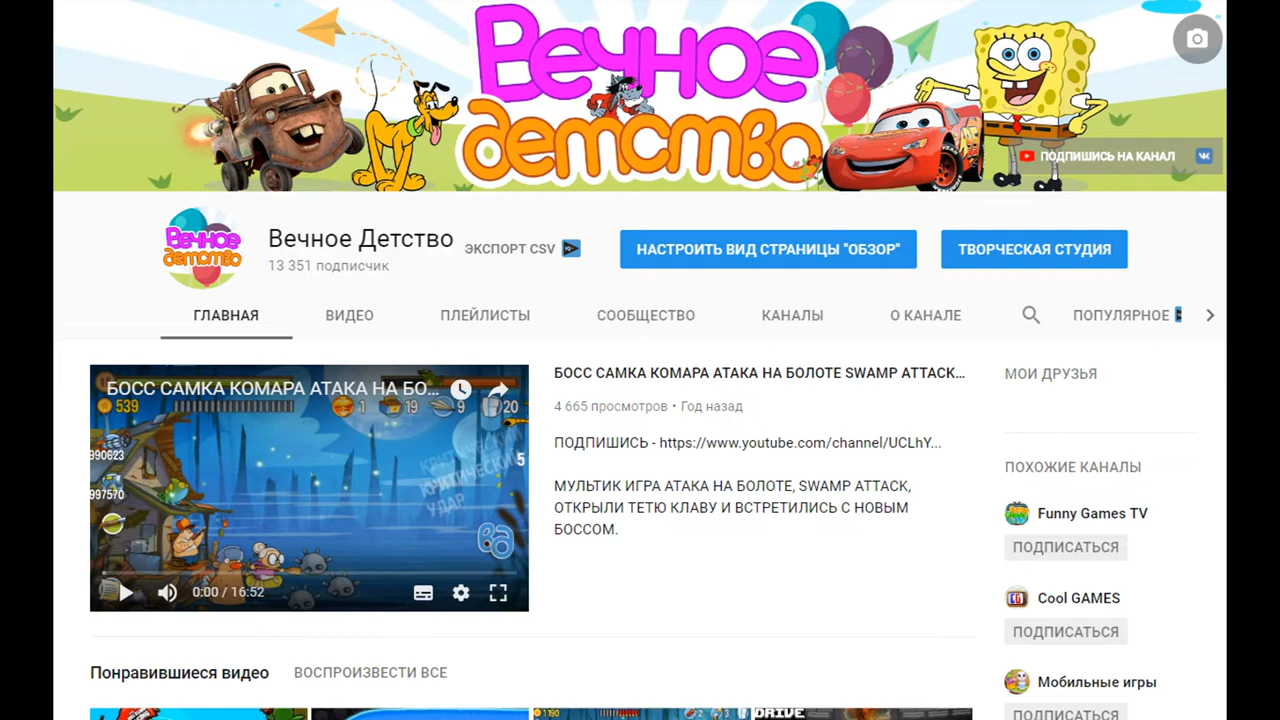 Вечное
детство
ПОДПИШИСЬ НА КАНАЛ
Вечное
детство
Вечное Детство
ЭКСПОРТ CSV
13 351 подписчик
НАСТРОИТЬ ВИД СТРАНИЦЫ "ОБЗОР"
ТВОРЧЕСКАЯ СТУДИЯ
ГЛАВНАЯ
ВИДЕО
ПЛЕЙЛИСТЫ
СООБЩЕСТВО
КАНАЛЫ
О КАНАЛЕ
ПОПУЛЯРНОЕ
БОСС САМКА КОМАРА АТАКА НА БО...
539
1
19
9
20
990623
5
997570
КРИТИЧЕСКИЙ
УДАР
0:00 / 16:52
БОСС САМКА КОМАРА АТАКА НА БОЛОТЕ SWAMP ATTACK...
4 665 просмотров • Год назад
ПОДПИШИСЬ - https://www.youtube.com/channel/UCLhY...
МУЛЬТИК ИГРА АТАКА НА БОЛОТЕ, SWAMP ATTACK,
ОТКРЫЛИ ТЕТЮ КЛАВУ И ВСТРЕТИЛИСЬ С НОВЫМ
БОССОМ.
МОИ ДРУЗЬЯ
ПОХОЖИЕ КАНАЛЫ
Funny Games TV
ПОДПИСАТЬСЯ
CG
Cool GAMES
ПОДПИСАТЬСЯ
Мобильные игры
ПОДПИСАТЬСЯ
Понравившиеся видео
ВОСПРОИЗВЕСТИ ВСЕ
1190
2
3
DRIVE